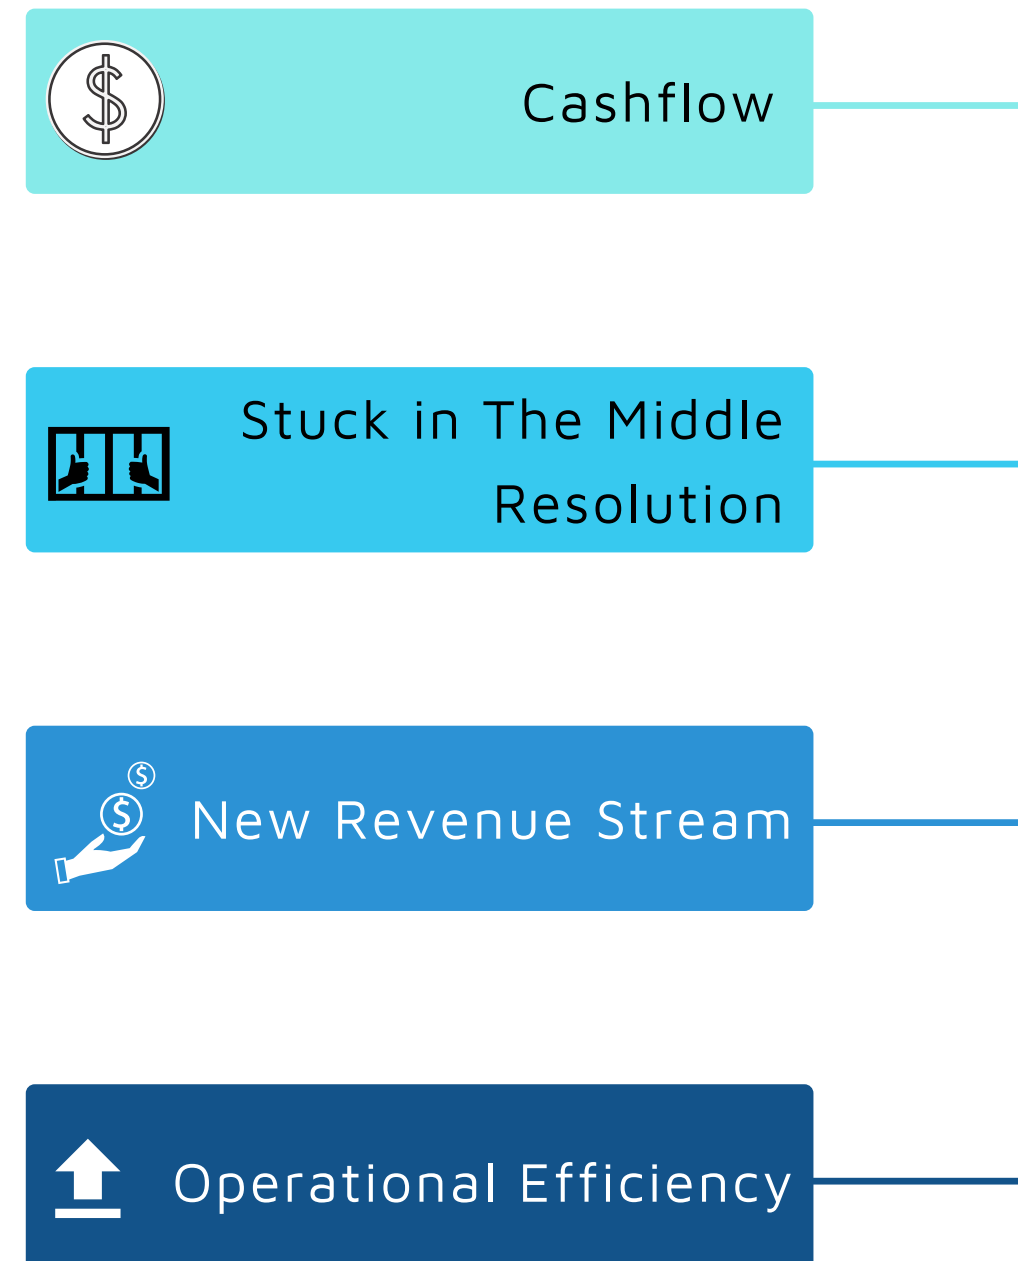 Cashflow
Stuck in The Middle
Resolution
New Revenue Stream
Operational Efficiency